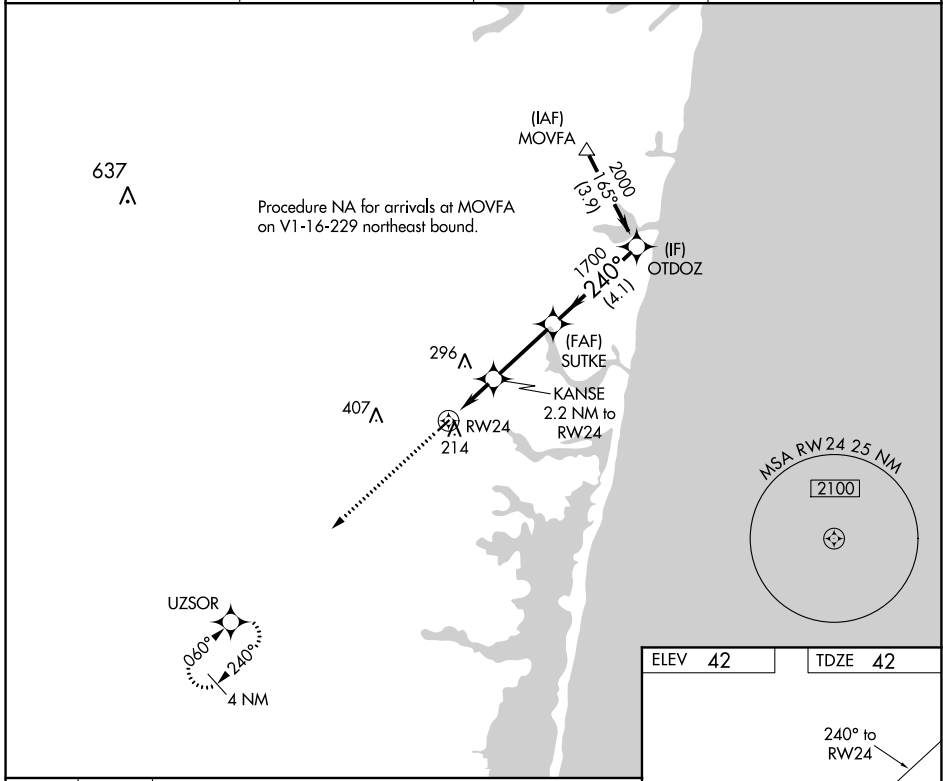 (IAF)
MOVFA
2000
165°
(3.9)
637
Procedure NA for arrivals at MOVFA
on V1-16-229 northeast bound.
(IF)
OTDOZ
1700
240°
(4.1)
(FAF)
SUTKE
296
KANSE
2.2 NM to
RW24
407
RW24
214
MSA RW24 25 NM
2100
UZSOR
060°
240°
4 NM
ELEV 42
TDZE 42
240° to
RW24